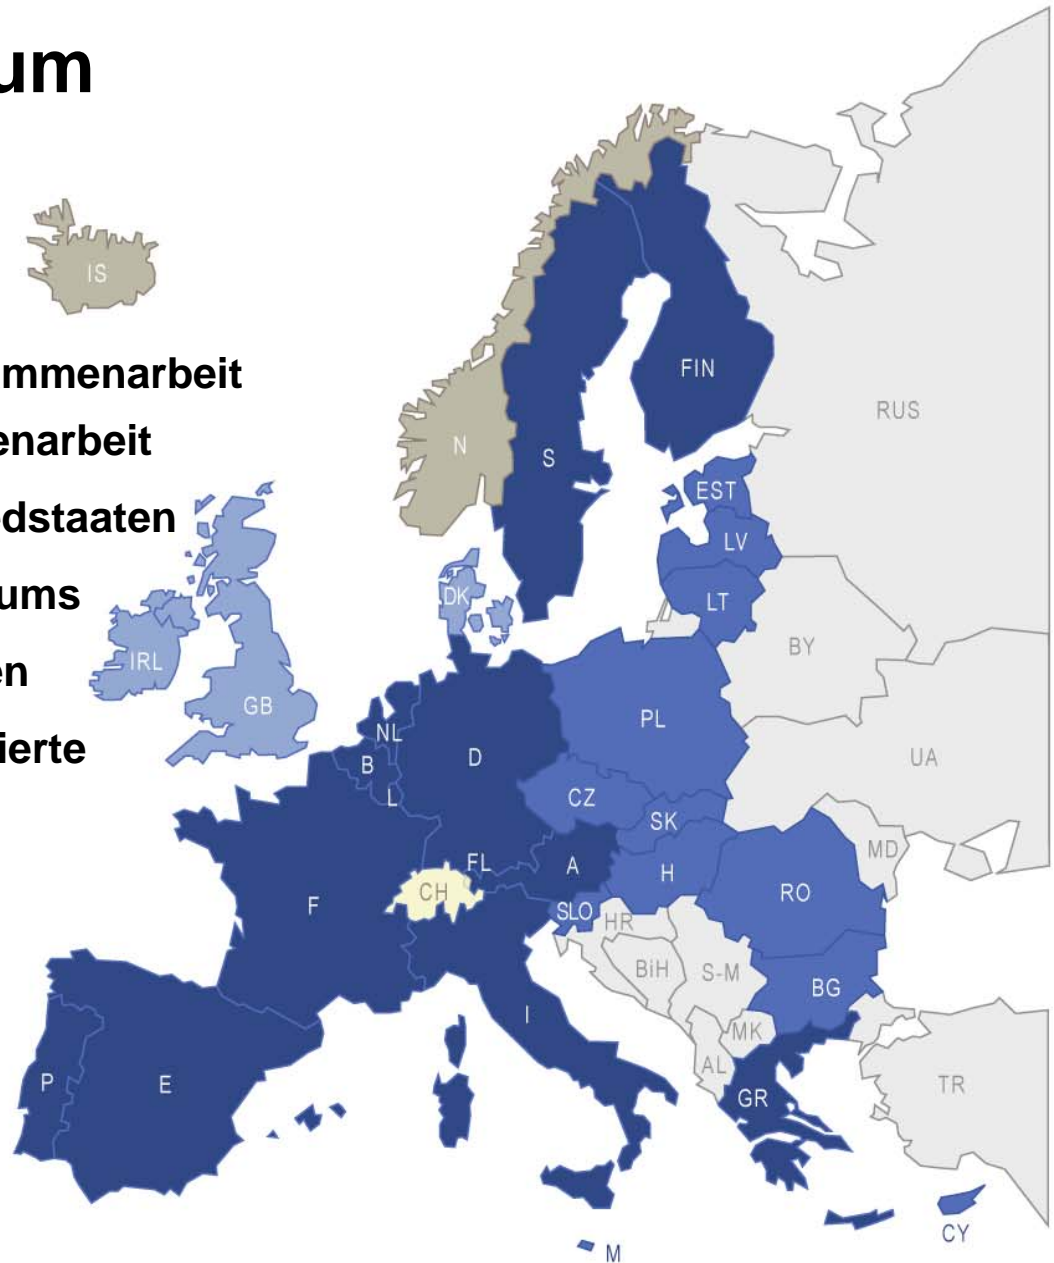 um
IS
mmenarbeit
FIN
RUS
enarbeit
N
S
EST
dstaaten
LV
DK
ums
LT
BY
IRL
en
GB
PL
NL
ierte
B
D
UA
L
CZ
SK
MD
FL
A
H
CH
RO
F
SLO
HR
BiH
S-M
BG
I
MK
AL
P
E
GR
TR
CY
M